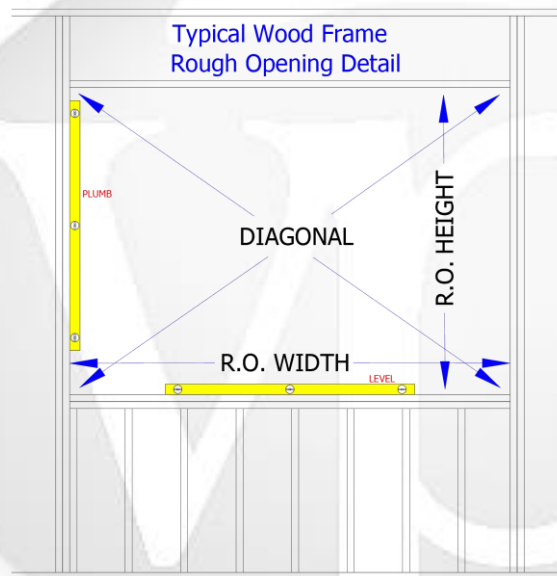 Typical Wood Frame
Rough Opening Detail
PLUMB
DIAGONAL
R.O. HEIGHT
R.O. WIDTH
LEVEL